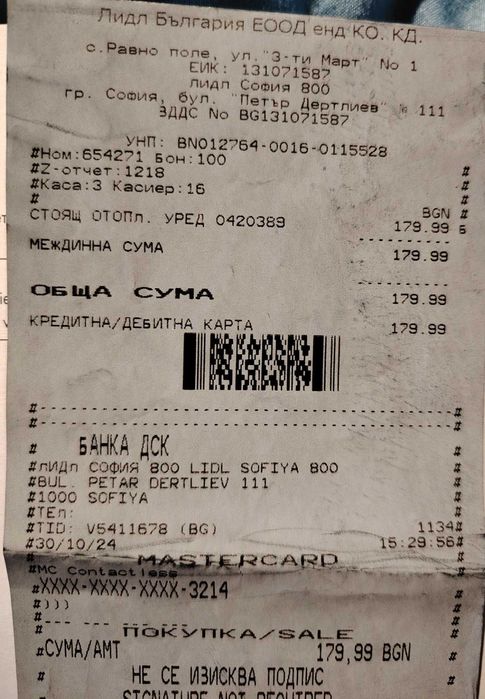 Лидл България ЕООД енд КО. КД.
с.Равно поле, ул."3-ти Март" No 1
ЕИК: 131071587
Лидл София 800
гр. София, бул. "Петър Дертлиев" № 111
ЗДДС No BG131071587
УНП: BN012764-0016-0115528
#Ном:654271 Бон:100 #
#Z-отчет:1218 #
#Каса:3 Касиер:16 #
# #
BGN #
СТОЯЩ ОТОПЛ. УРЕД 0420389 179.99 Б
МЕЖДИННА СУМА 179.99
ОБЩА СУМА 179.99
КРЕДИТНА/ДЕБИТНА КАРТА 179.99
# БАНКА ДСК #
#ЛИДЛ СОФИЯ 800 LIDL SOFIYA 800 #
#BUL. PETAR DERTLIEV 111 #
#1000 SOFIYA #
#ТЕЛ: #
#TID: V5411678 (BG) 1134#
#30/10/24 15:29:56#
# MASTERCARD #
#MC Contactless #
#XXXX-XXXX-XXXX-3214 #
#))) #
# ПОКУПКА/SALE #
#СУМА/AMT 179,99 BGN #
# НЕ СЕ ИЗИСКВА ПОДПИС #
SIGNATURE NOT REQUIRED